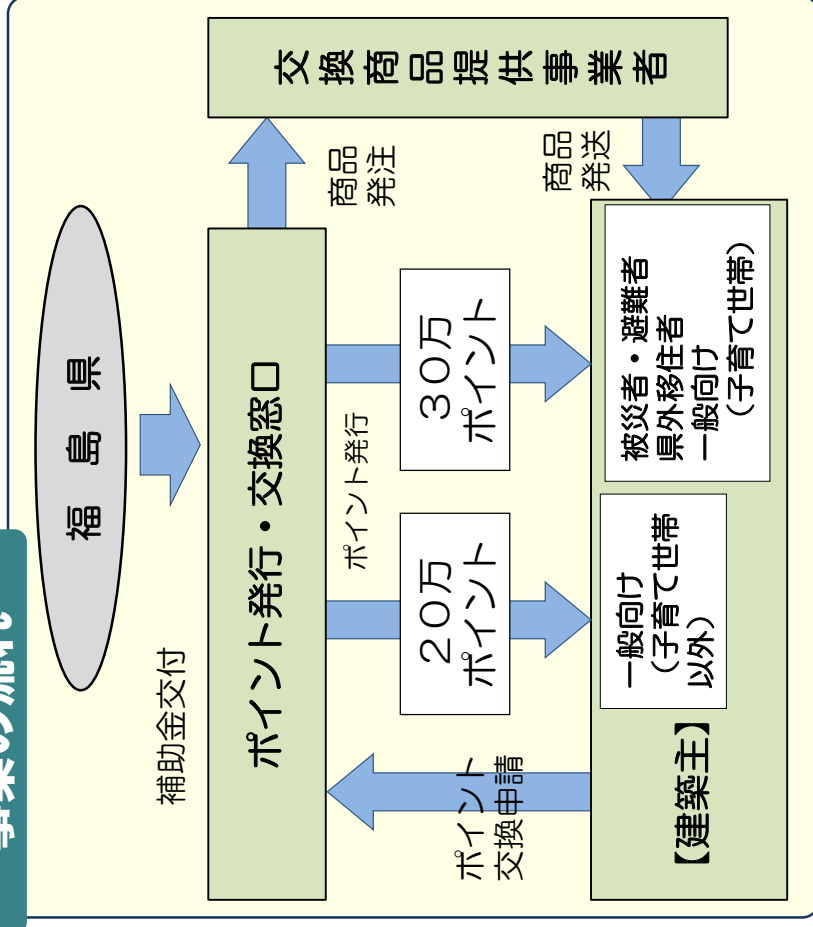 事業の流れ
福島県
補助金交付
ポイント発行・交換窓口
交換商品提供事業者
商品
発注
ポイント発行
ポイント
交換申請
２０万
ポイント
３０万
ポイント
商品
発送
【建築主】
一般向け
（子育て世帯
以外）
被災者・避難者
県外移住者
一般向け
（子育て世帯）